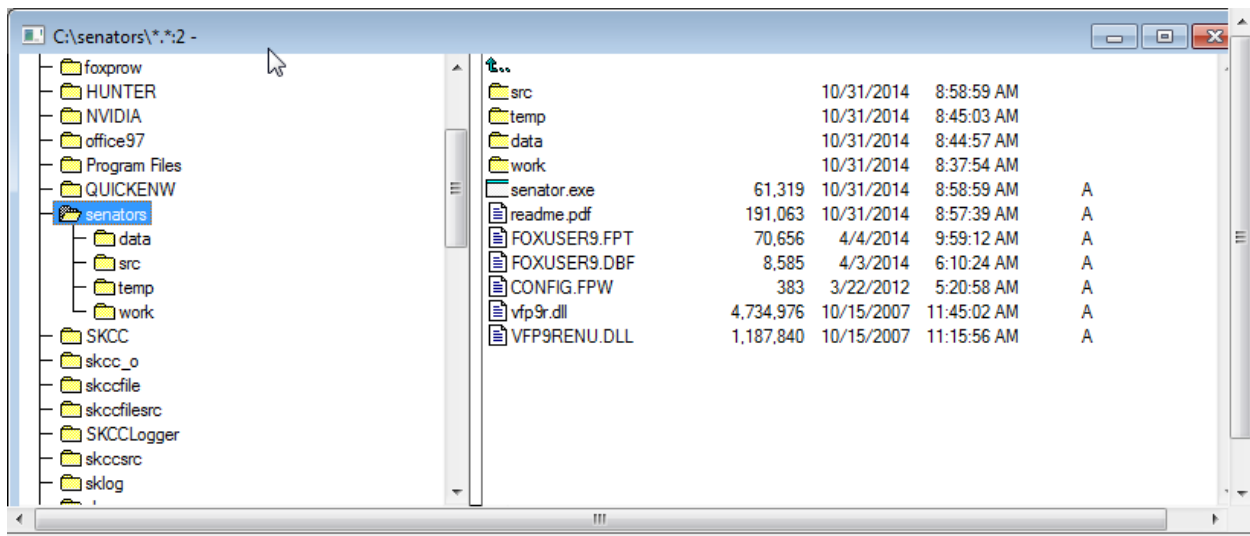 C:\senators\*.*:2 -
foxprow
HUNTER
NVIDIA
office97
Program Files
QUICKENW
senators
data
src
temp
work
SKCC
skcc_o
skccfile
skccfilesrc
SKCCLogger
skccsrc
sklog
..
src 10/31/2014 8:58:59 AM
temp 10/31/2014 8:45:03 AM
data 10/31/2014 8:44:57 AM
work 10/31/2014 8:37:54 AM
senator.exe 61,319 10/31/2014 8:58:59 AM A
readme.pdf 191,063 10/31/2014 8:57:39 AM A
FOXUSER9.FPT 70,656 4/4/2014 9:59:12 AM A
FOXUSER9.DBF 8,585 4/3/2014 6:10:24 AM A
CONFIG.FPW 383 3/22/2012 5:20:58 AM A
vfp9r.dll 4,734,976 10/15/2007 11:45:02 AM A
VFP9RENU.DLL 1,187,840 10/15/2007 11:15:56 AM A